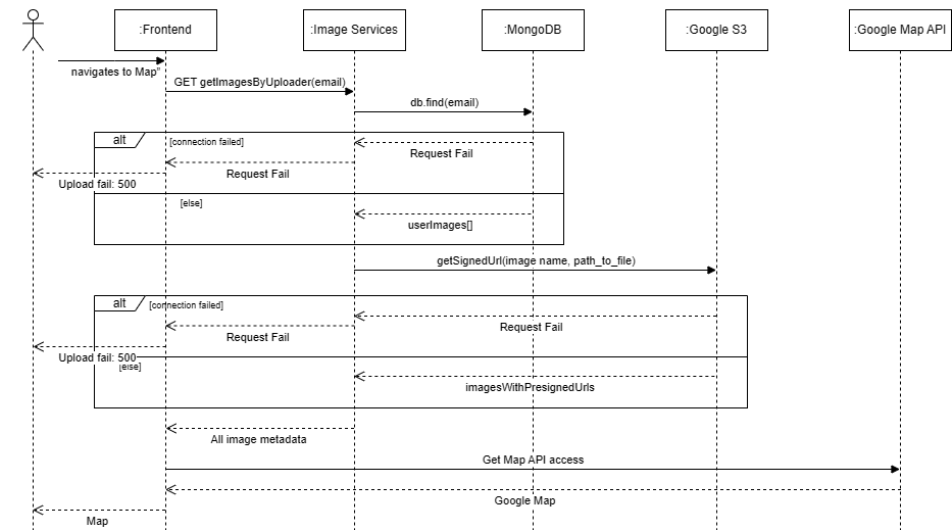 :Frontend
:Image Services
:MongoDB
:Google S3
:Google Map API
navigates to Map"
GET getImagesByUploader(email)
db.find(email)
alt
[connection failed]
Request Fail
Request Fail
Upload fail: 500
[else]
userImages[]
getSignedUrl(image name, path_to_file)
alt
[connection failed]
Request Fail
Request Fail
Upload fail: 500
[else]
imagesWithPresignedUrls
All image metadata
Get Map API access
Google Map
Map